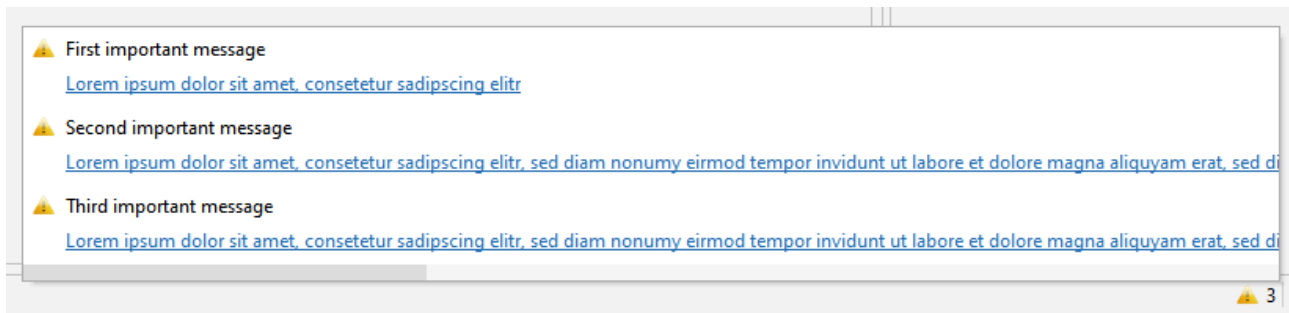 First important message
Lorem ipsum dolor sit amet, consetetur sadipscing elitr
Second important message
Lorem ipsum dolor sit amet, consetetur sadipscing elitr, sed diam nonumy eirmod tempor invidunt ut labore et dolore magna aliquyam erat, sed di
Third important message
Lorem ipsum dolor sit amet, consetetur sadipscing elitr, sed diam nonumy eirmod tempor invidunt ut labore et dolore magna aliquyam erat, sed di
3